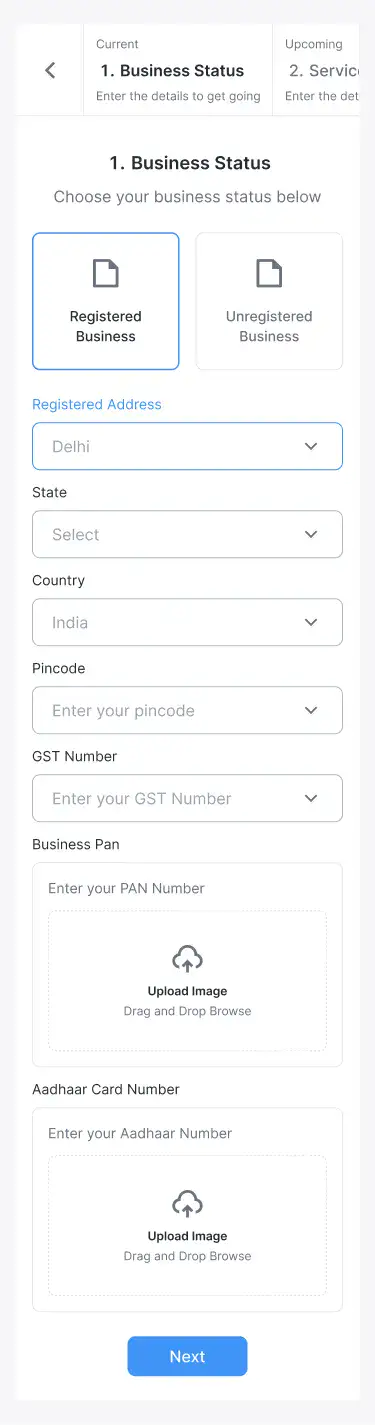 Current
1. Business Status
Enter the details to get going
Upcoming
2. Servic
Enter the det
1. Business Status
Choose your business status below
Registered
Business
Unregistered
Business
Registered Address
Delhi
State
Select
Country
India
Pincode
Enter your pincode
GST Number
Enter your GST Number
Business Pan
Enter your PAN Number
Upload Image
Drag and Drop Browse
Aadhaar Card Number
Enter your Aadhaar Number
Upload Image
Drag and Drop Browse
Next